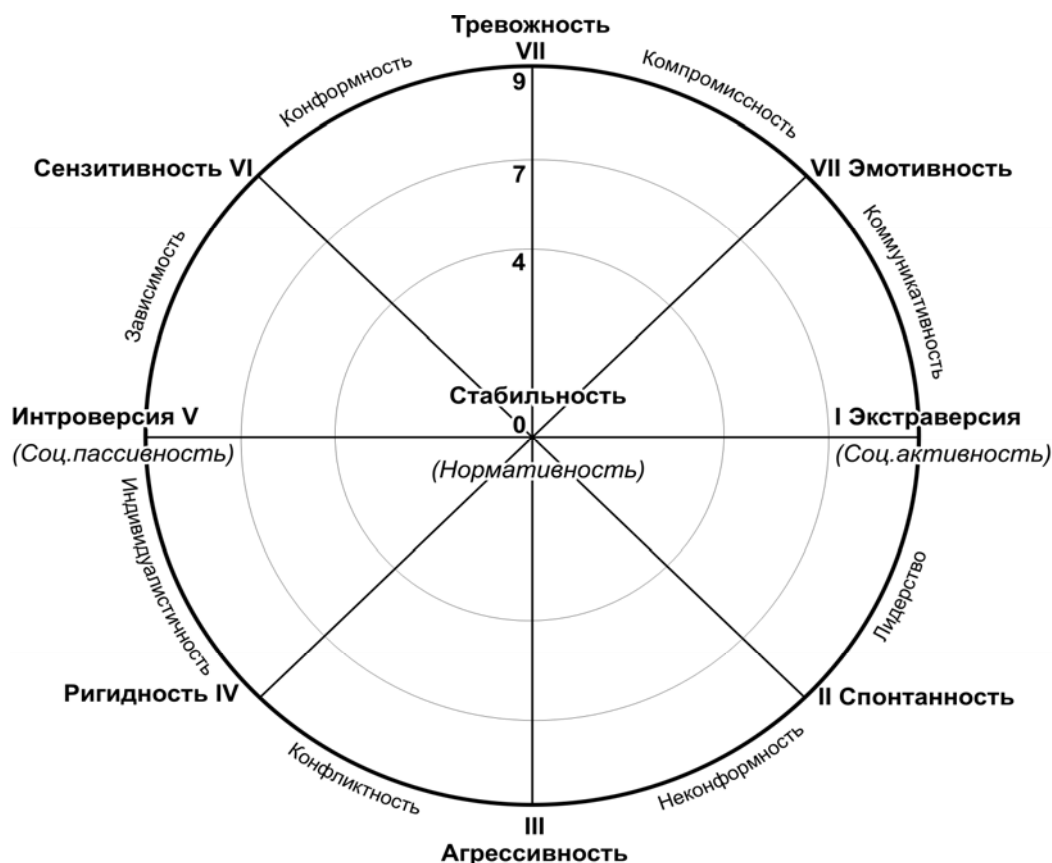 Тревожность
VII
Конформность
Компромиссность
9
Сензитивность VI
7
VII Эмотивность
Зависимость
4
Коммуникативность
Стабильность
Интроверсия V
0
I Экстраверсия
(Соц.пассивность)
(Нормативность)
(Соц.активность)
Индивидуалистичность
Лидерство
Ригидность IV
II Спонтанность
Конфликтность
Неконформность
III
Агрессивность